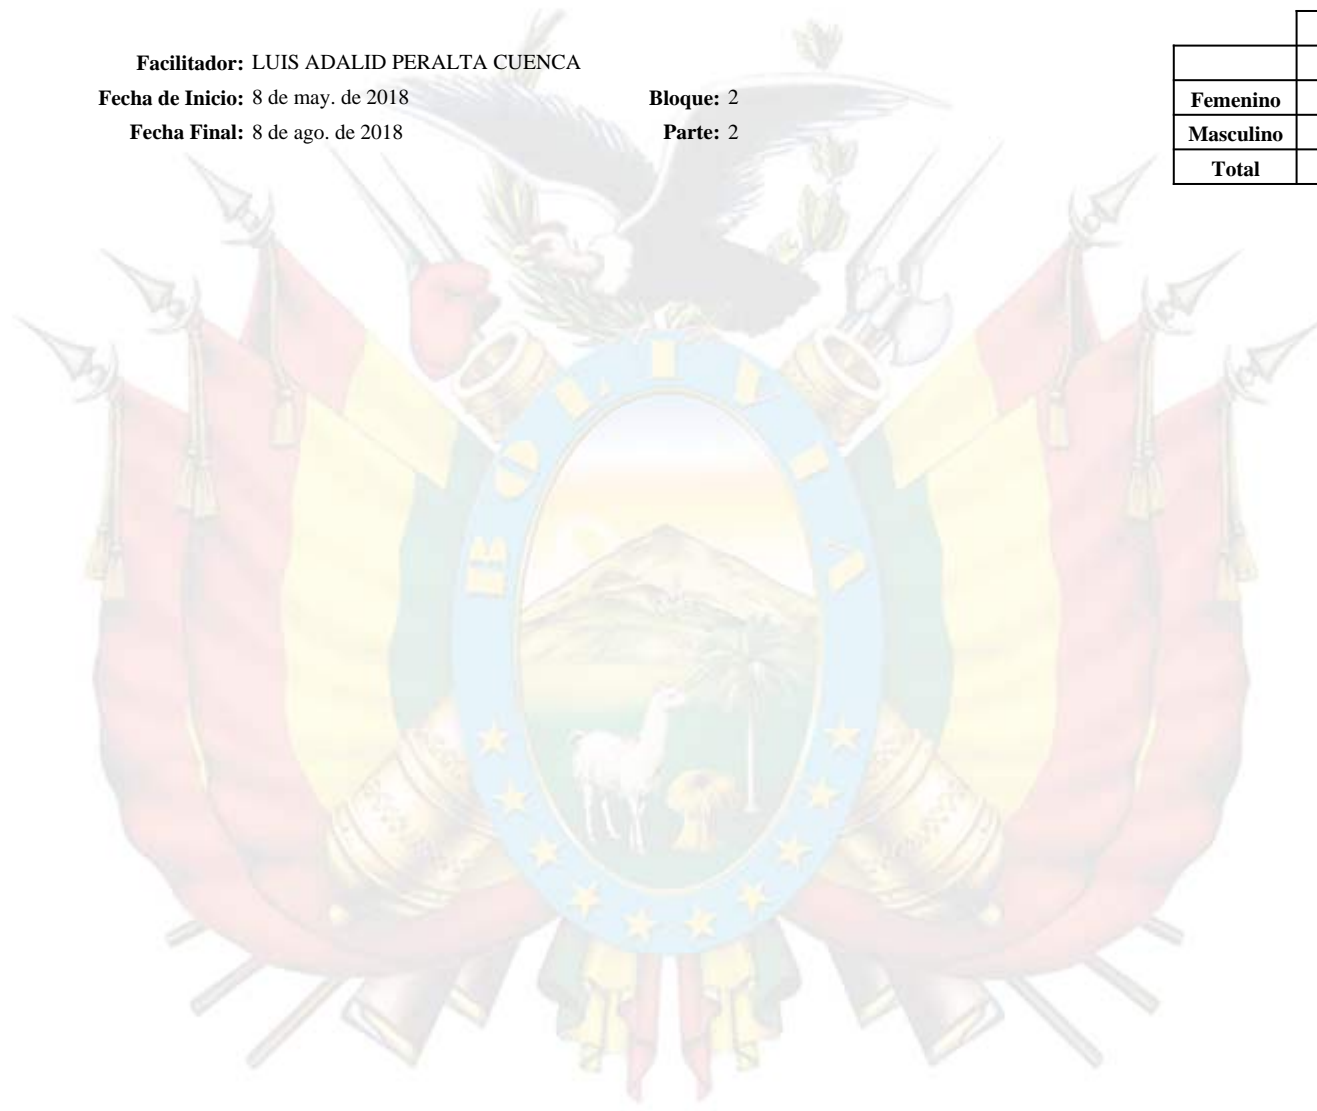 Facilitador: LUIS ADALID PERALTA CUENCA
Fecha de Inicio: 8 de may. de 2018 Bloque: 2
Fecha Final: 8 de ago. de 2018 Parte: 2
Femenino
Masculino
Total
BOLIVIA